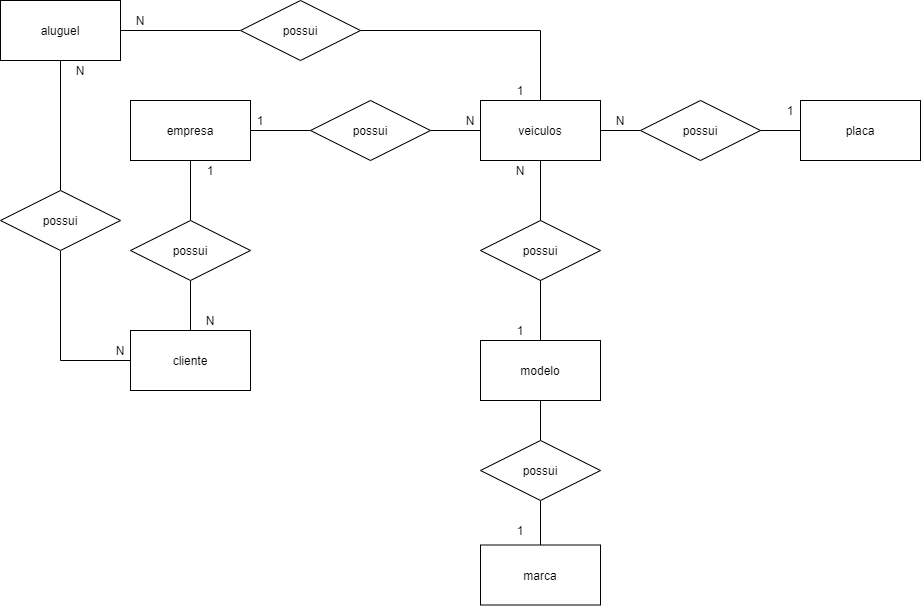 aluguel
N
possui
N
1
empresa
1
possui
N
veiculos
N
possui
1
placa
1
N
possui
possui
possui
N
1
N
cliente
modelo
possui
1
marca